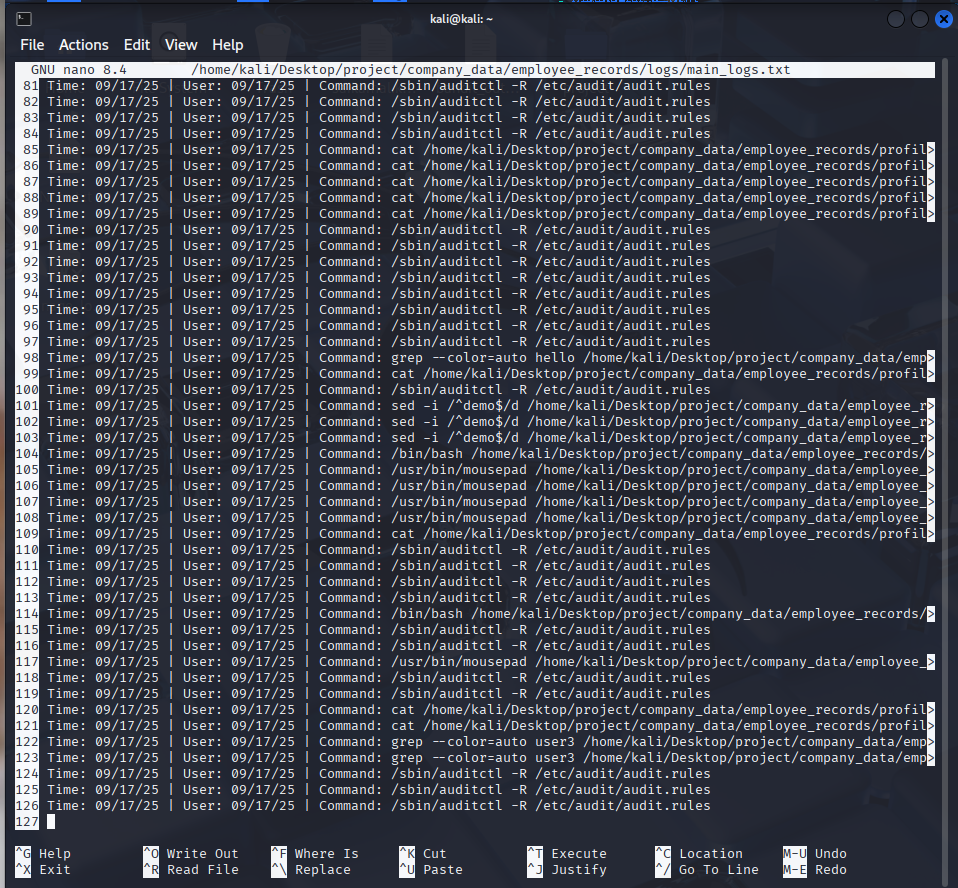 kali@kali: ~
File Actions Edit View Help
GNU nano 8.4 /home/kali/Desktop/project/company_data/employee_records/logs/main_logs.txt
81 Time: 09/17/25 | User: 09/17/25 | Command: /sbin/auditctl -R /etc/audit/audit.rules
82 Time: 09/17/25 | User: 09/17/25 | Command: /sbin/auditctl -R /etc/audit/audit.rules
83 Time: 09/17/25 | User: 09/17/25 | Command: /sbin/auditctl -R /etc/audit/audit.rules
84 Time: 09/17/25 | User: 09/17/25 | Command: /sbin/auditctl -R /etc/audit/audit.rules
85 Time: 09/17/25 | User: 09/17/25 | Command: cat /home/kali/Desktop/project/company_data/employee_records/profil>
86 Time: 09/17/25 | User: 09/17/25 | Command: cat /home/kali/Desktop/project/company_data/employee_records/profil>
87 Time: 09/17/25 | User: 09/17/25 | Command: cat /home/kali/Desktop/project/company_data/employee_records/profil>
88 Time: 09/17/25 | User: 09/17/25 | Command: cat /home/kali/Desktop/project/company_data/employee_records/profil>
89 Time: 09/17/25 | User: 09/17/25 | Command: cat /home/kali/Desktop/project/company_data/employee_records/profil>
90 Time: 09/17/25 | User: 09/17/25 | Command: /sbin/auditctl -R /etc/audit/audit.rules
91 Time: 09/17/25 | User: 09/17/25 | Command: /sbin/auditctl -R /etc/audit/audit.rules
92 Time: 09/17/25 | User: 09/17/25 | Command: /sbin/auditctl -R /etc/audit/audit.rules
93 Time: 09/17/25 | User: 09/17/25 | Command: /sbin/auditctl -R /etc/audit/audit.rules
94 Time: 09/17/25 | User: 09/17/25 | Command: /sbin/auditctl -R /etc/audit/audit.rules
95 Time: 09/17/25 | User: 09/17/25 | Command: /sbin/auditctl -R /etc/audit/audit.rules
96 Time: 09/17/25 | User: 09/17/25 | Command: /sbin/auditctl -R /etc/audit/audit.rules
97 Time: 09/17/25 | User: 09/17/25 | Command: /sbin/auditctl -R /etc/audit/audit.rules
98 Time: 09/17/25 | User: 09/17/25 | Command: grep --color=auto hello /home/kali/Desktop/project/company_data/emp>
99 Time: 09/17/25 | User: 09/17/25 | Command: cat /home/kali/Desktop/project/company_data/employee_records/profil>
100 Time: 09/17/25 | User: 09/17/25 | Command: /sbin/auditctl -R /etc/audit/audit.rules
101 Time: 09/17/25 | User: 09/17/25 | Command: sed -i /^demo$/d /home/kali/Desktop/project/company_data/employee_r>
102 Time: 09/17/25 | User: 09/17/25 | Command: sed -i /^demo$/d /home/kali/Desktop/project/company_data/employee_r>
103 Time: 09/17/25 | User: 09/17/25 | Command: sed -i /^demo$/d /home/kali/Desktop/project/company_data/employee_r>
104 Time: 09/17/25 | User: 09/17/25 | Command: /bin/bash /home/kali/Desktop/project/company_data/employee_records/>
105 Time: 09/17/25 | User: 09/17/25 | Command: /usr/bin/mousepad /home/kali/Desktop/project/company_data/employee_>
106 Time: 09/17/25 | User: 09/17/25 | Command: /usr/bin/mousepad /home/kali/Desktop/project/company_data/employee_>
107 Time: 09/17/25 | User: 09/17/25 | Command: /usr/bin/mousepad /home/kali/Desktop/project/company_data/employee_>
108 Time: 09/17/25 | User: 09/17/25 | Command: /usr/bin/mousepad /home/kali/Desktop/project/company_data/employee_>
109 Time: 09/17/25 | User: 09/17/25 | Command: cat /home/kali/Desktop/project/company_data/employee_records/profil>
110 Time: 09/17/25 | User: 09/17/25 | Command: /sbin/auditctl -R /etc/audit/audit.rules
111 Time: 09/17/25 | User: 09/17/25 | Command: /sbin/auditctl -R /etc/audit/audit.rules
112 Time: 09/17/25 | User: 09/17/25 | Command: /sbin/auditctl -R /etc/audit/audit.rules
113 Time: 09/17/25 | User: 09/17/25 | Command: /sbin/auditctl -R /etc/audit/audit.rules
114 Time: 09/17/25 | User: 09/17/25 | Command: /bin/bash /home/kali/Desktop/project/company_data/employee_records/>
115 Time: 09/17/25 | User: 09/17/25 | Command: /sbin/auditctl -R /etc/audit/audit.rules
116 Time: 09/17/25 | User: 09/17/25 | Command: /sbin/auditctl -R /etc/audit/audit.rules
117 Time: 09/17/25 | User: 09/17/25 | Command: /usr/bin/mousepad /home/kali/Desktop/project/company_data/employee_>
118 Time: 09/17/25 | User: 09/17/25 | Command: /sbin/auditctl -R /etc/audit/audit.rules
119 Time: 09/17/25 | User: 09/17/25 | Command: /sbin/auditctl -R /etc/audit/audit.rules
120 Time: 09/17/25 | User: 09/17/25 | Command: cat /home/kali/Desktop/project/company_data/employee_records/profil>
121 Time: 09/17/25 | User: 09/17/25 | Command: cat /home/kali/Desktop/project/company_data/employee_records/profil>
122 Time: 09/17/25 | User: 09/17/25 | Command: grep --color=auto user3 /home/kali/Desktop/project/company_data/emp>
123 Time: 09/17/25 | User: 09/17/25 | Command: grep --color=auto user3 /home/kali/Desktop/project/company_data/emp>
124 Time: 09/17/25 | User: 09/17/25 | Command: /sbin/auditctl -R /etc/audit/audit.rules
125 Time: 09/17/25 | User: 09/17/25 | Command: /sbin/auditctl -R /etc/audit/audit.rules
126 Time: 09/17/25 | User: 09/17/25 | Command: /sbin/auditctl -R /etc/audit/audit.rules
127
^G Help ^O Write Out ^F Where Is ^K Cut ^T Execute ^C Location M-U Undo
^X Exit ^R Read File ^\ Replace ^U Paste ^J Justify ^/ Go To Line M-E Redo